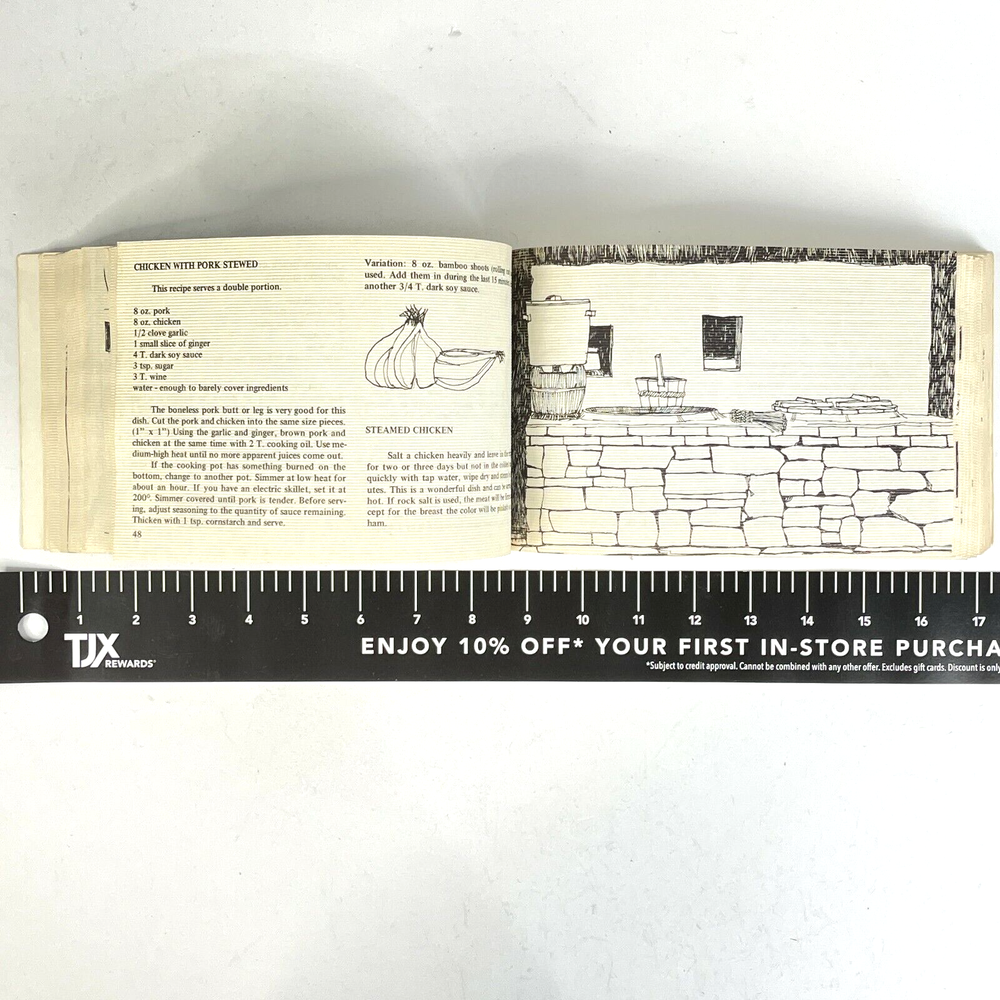 CHICKEN WITH PORK STEWED
This recipe serves a double portion.
8 oz. pork
8 oz. chicken
1/2 clove garlic
1 small slice of ginger
4 T. dark soy sauce
3 tsp. sugar
3 T. wine
water - enough to barely cover ingredients
The boneless pork butt or leg is very good for this
dish. Cut the pork and chicken into the same size pieces.
(1" x 1") Using the garlic and ginger, brown pork and
chicken at the same time with 2 T. cooking oil. Use me-
dium-high heat until no more apparent juices come out.
If the cooking pot has something burned on the
bottom, change to another pot. Simmer at low heat for
about an hour. If you have an electric skillet, set it at
200°. Simmer covered until pork is tender. Before serv-
ing, adjust seasoning to the quantity of sauce remaining.
Thicken with 1 tsp. cornstarch and serve.
48
Variation: 8 oz. bamboo shoots (rolling
used. Add them in during the last 15
another 3/4 T. dark soy sauce.
STEAMED CHICKEN
Salt a chicken heavily and leave in
for two or three days but not in the
quickly with tap water, wipe dry and
utes. This is a wonderful dish and can
hot. If rock salt is used, the meat will be
cept for the breast the color will be
ham.
1 2 3 4 5 6 7 8 9 10 11 12 13 14 15 16 17
TJX
REWARDS®
ENJOY 10% OFF* YOUR FIRST IN-STORE PURCHA
*Subject to credit approval. Cannot be combined with any other offer. Excludes gift cards. Discount is only